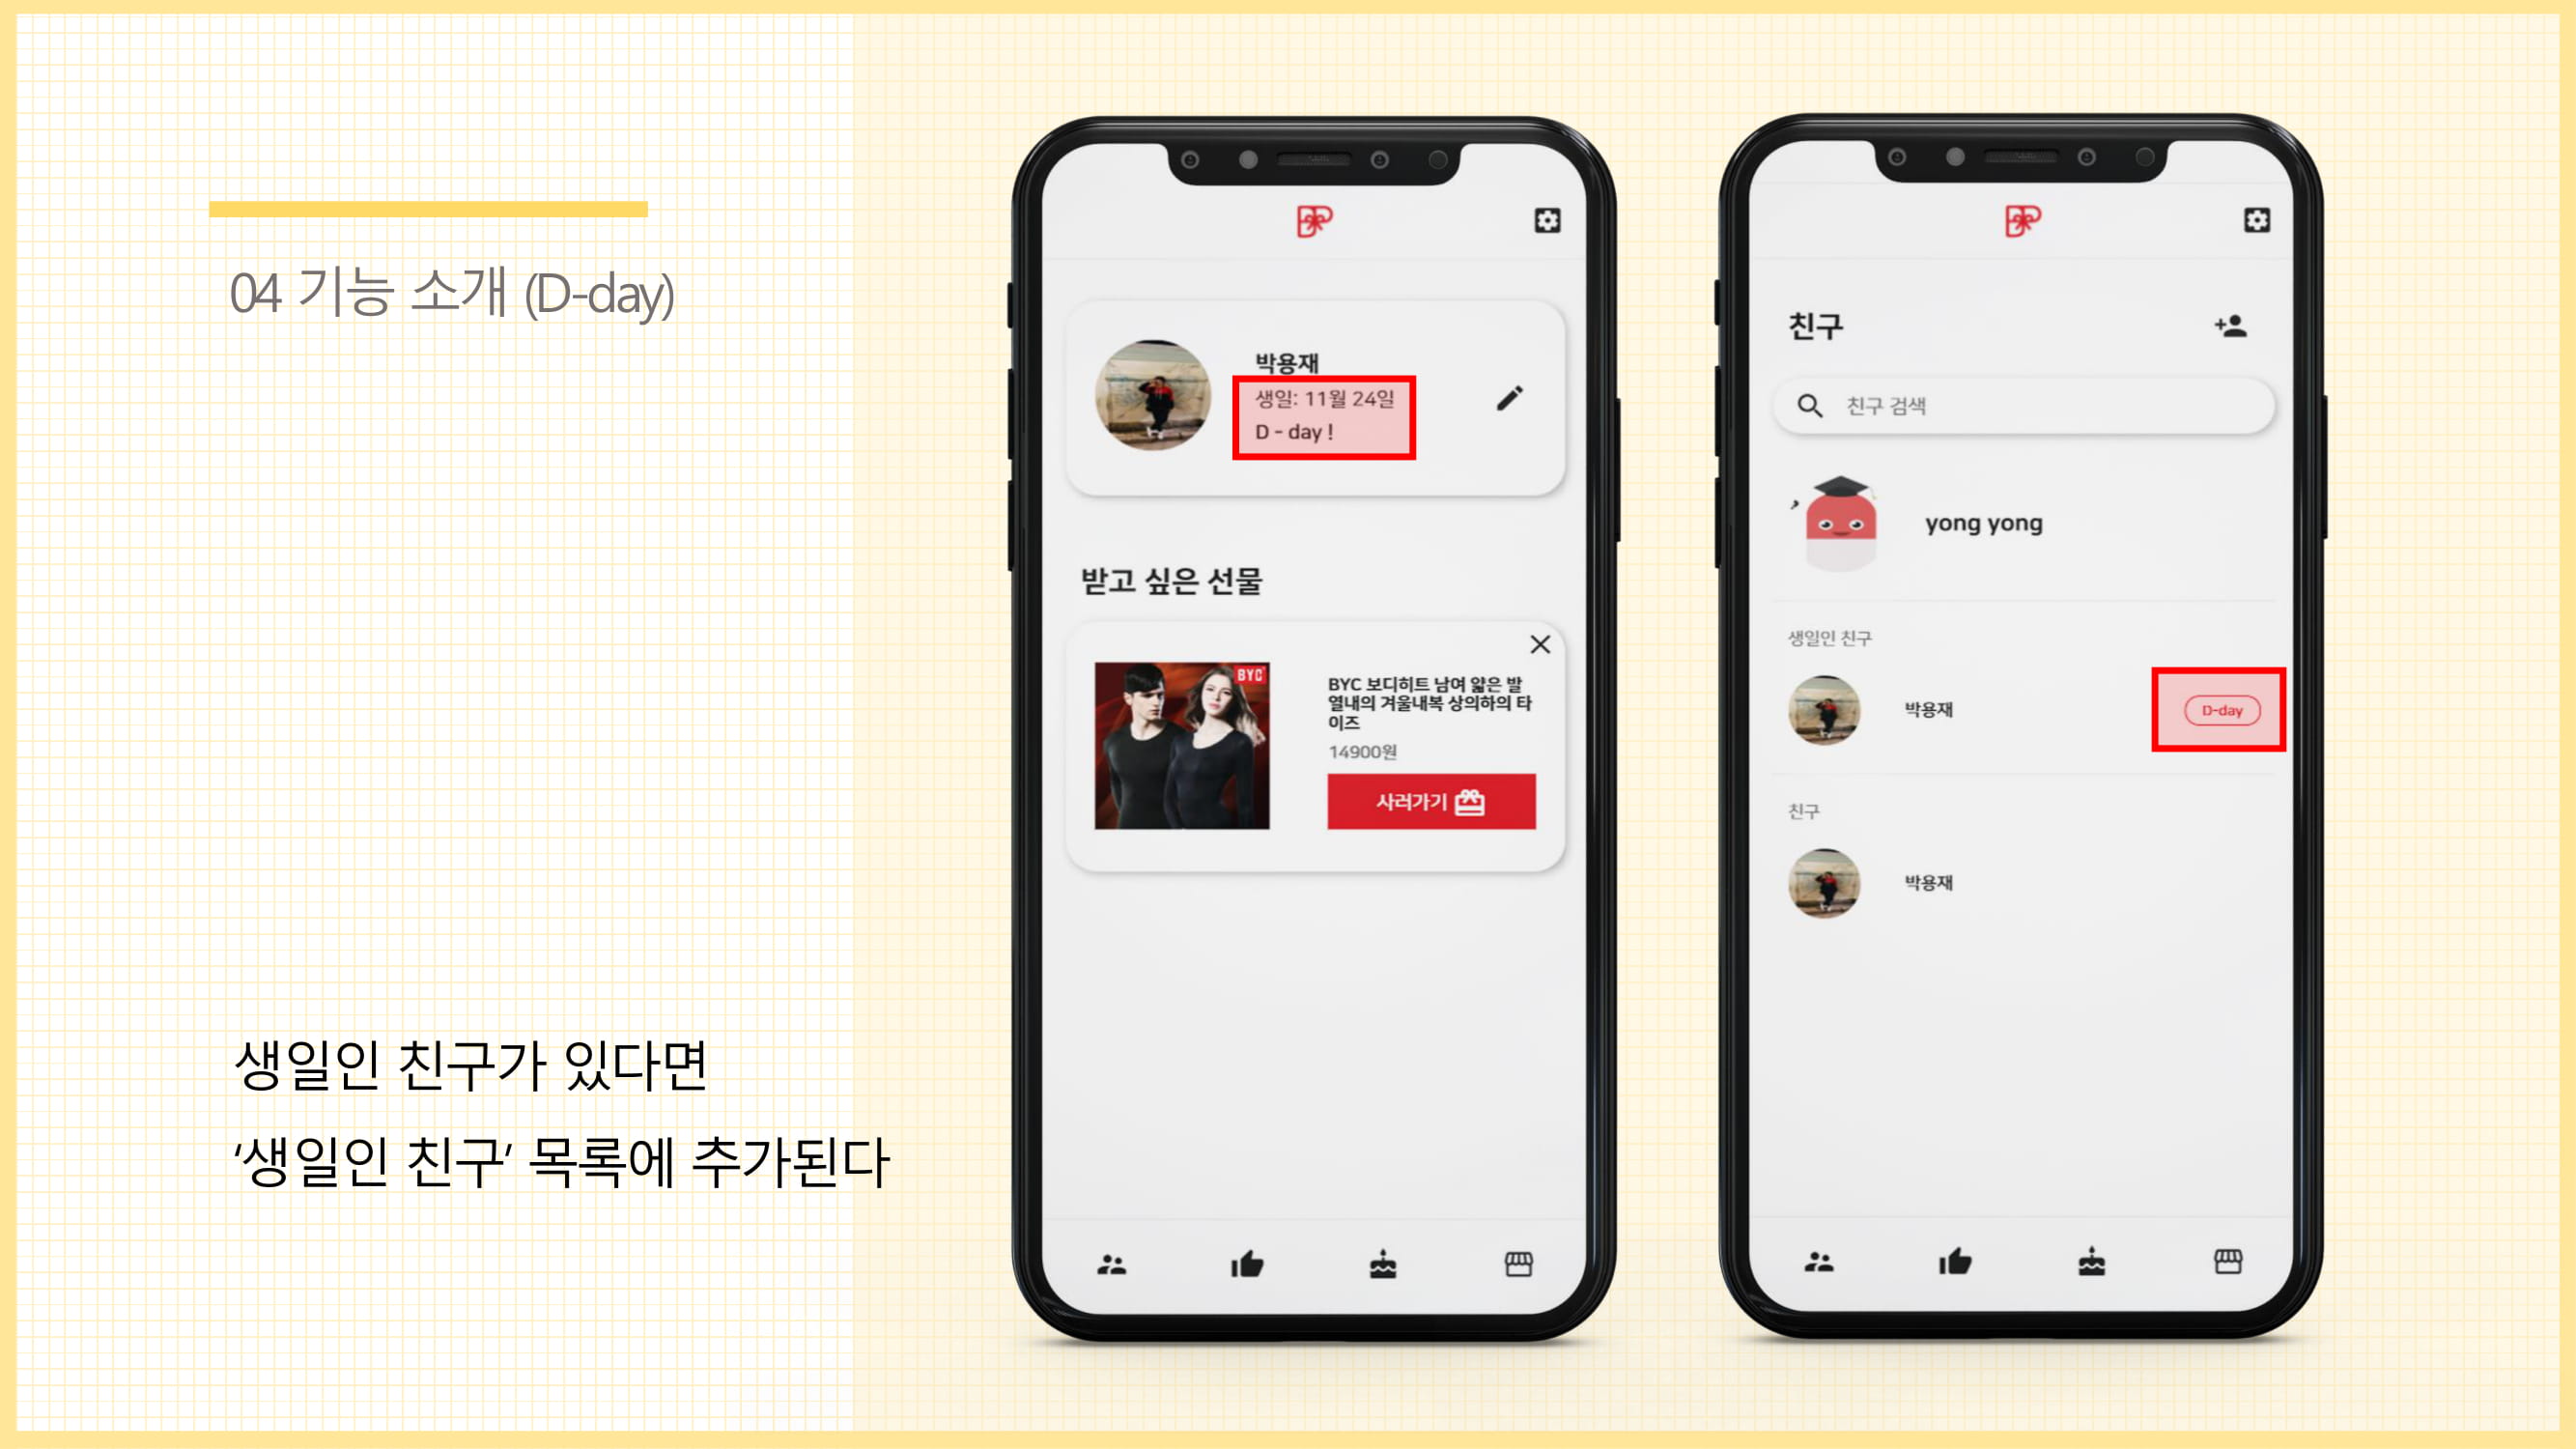 04 기능 소개 (D-day)
생일인 친구가 있다면
‘생일인 친구’ 목록에 추가된다
박용재
생일: 11월 24일
D - day !
받고 싶은 선물
BYC
BYC 보디히트 남여 얇은 발
열내의 겨울내복 상의하의 타
이즈
14900원
사러가기
친구
친구 검색
yong yong
생일인 친구
박용재
D-day
친구
박용재